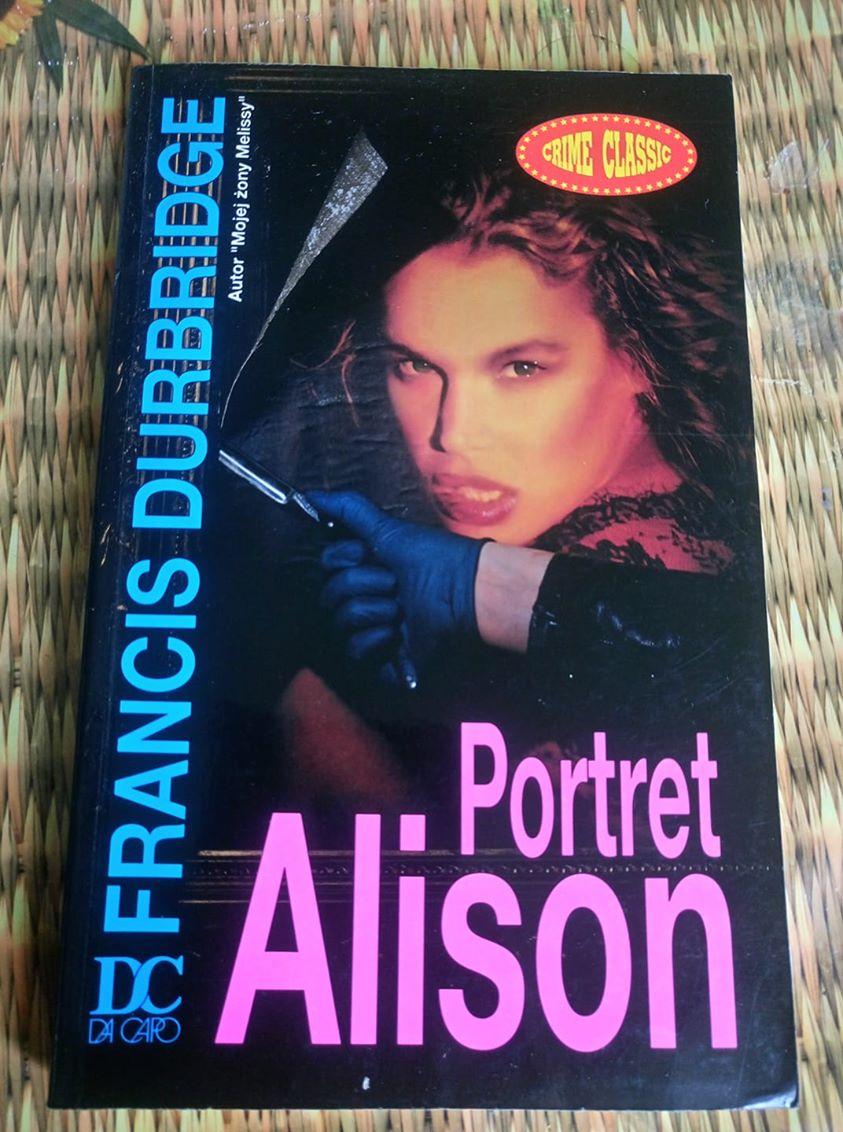 FRANCIS DURBRIDGE
Autor "Mojej żony Melissy"
CRIME CLASSIC
Portret
Alison
DC
DA CAPO